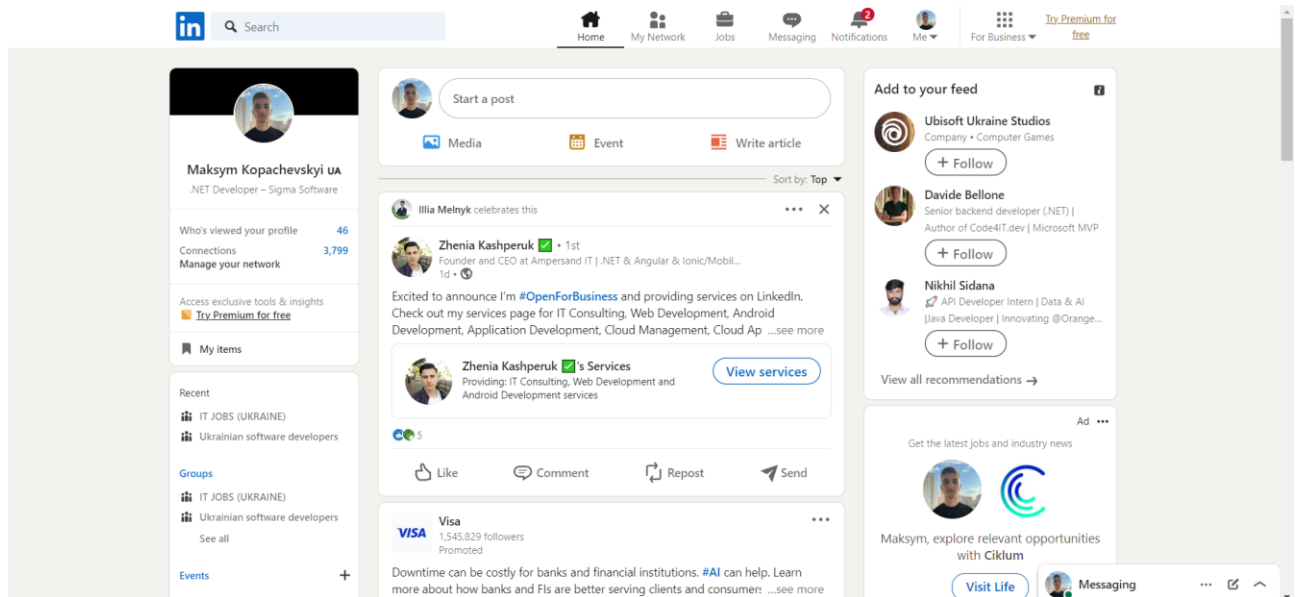 in
Search
Home
My Network
Jobs
Messaging
2
Notifications
Me
For Business
Try Premium for
free
Maksym Kopachevskyi UA
.NET Developer – Sigma Software
Who's viewed your profile 46
Connections 3,799
Manage your network
Access exclusive tools & insights
Try Premium for free
My items
Recent
IT JOBS (UKRAINE)
Ukrainian software developers
Groups
IT JOBS (UKRAINE)
Ukrainian software developers
See all
Events +
Start a post
Media
Event
Write article
Sort by: Top
Illia Melnyk celebrates this
Zhenia Kashperuk ✅ • 1st
Founder and CEO at Ampersand IT | .NET & Angular & Ionic/Mobil...
1d •
Excited to announce I'm #OpenForBusiness and providing services on LinkedIn.
Check out my services page for IT Consulting, Web Development, Android
Development, Application Development, Cloud Management, Cloud Ap ...see more
Zhenia Kashperuk ✅'s Services
Providing: IT Consulting, Web Development and
Android Development services
View services
5
Like
Comment
Repost
Send
VISA
Visa
1,545,829 followers
Promoted
Downtime can be costly for banks and financial institutions. #AI can help. Learn
more about how banks and FIs are better serving clients and consumers ...see more
Add to your feed
Ubisoft Ukraine Studios
Company • Computer Games
+ Follow
Davide Bellone
Senior backend developer (.NET) |
Author of Code4IT.dev | Microsoft MVP
+ Follow
Nikhil Sidana
🚀 API Developer Intern | Data & AI
|Java Developer | Innovating @Orange...
+ Follow
View all recommendations →
Ad •••
Get the latest jobs and industry news
Maksym, explore relevant opportunities
with Ciklum
Visit Life
Messaging